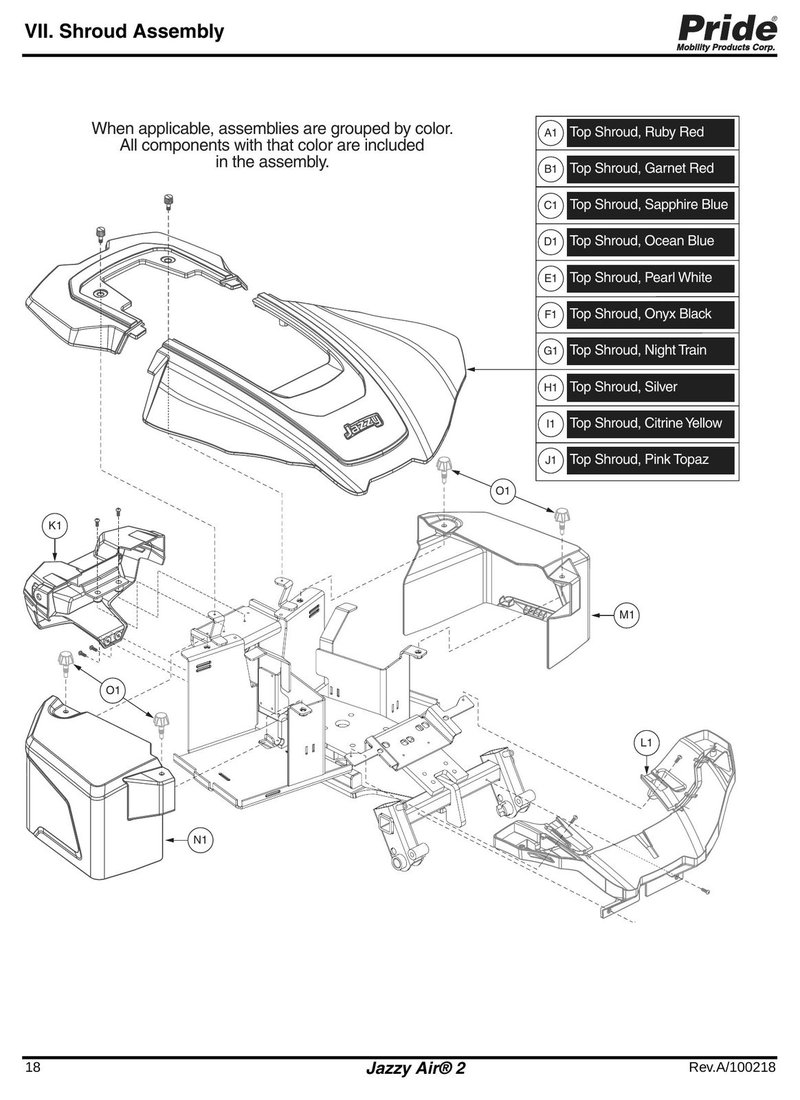 VII. Shroud Assembly
Pride®
Mobility Products Corp.
When applicable, assemblies are grouped by color.
All components with that color are included
in the assembly.
A1 Top Shroud, Ruby Red
B1 Top Shroud, Garnet Red
C1 Top Shroud, Sapphire Blue
D1 Top Shroud, Ocean Blue
E1 Top Shroud, Pearl White
F1 Top Shroud, Onyx Black
G1 Top Shroud, Night Train
H1 Top Shroud, Silver
I1 Top Shroud, Citrine Yellow
J1 Top Shroud, Pink Topaz
Jazzy
O1
K1
M1
O1
L1
N1
18
Jazzy Air® 2
Rev.A/100218